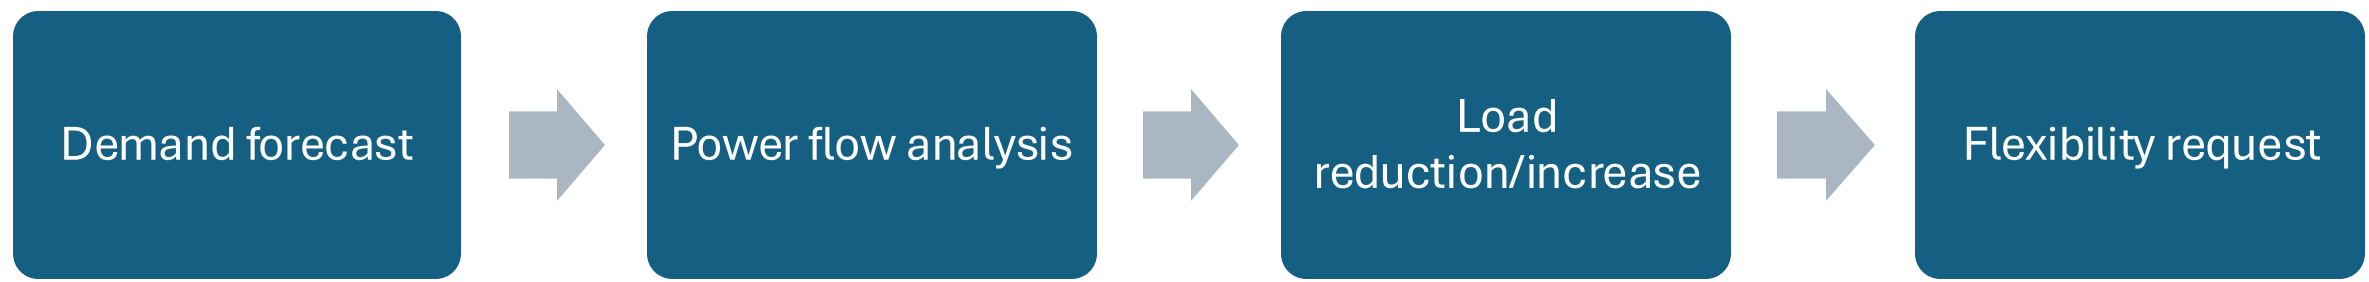 Demand forecast
Power flow analysis
Load
reduction/increase
Flexibility request